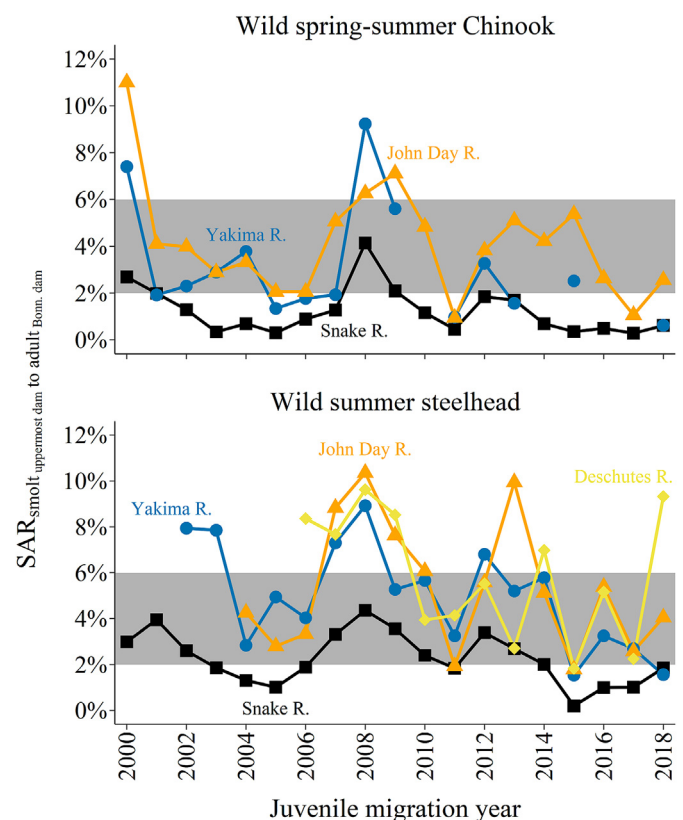 Wild spring-summer Chinook
12%
10%
8%
6%
4%
2%
0%
John Day R.
Yakima R.
Snake R.
SARsmolt uppermost dam to adult Bonn. dam
Wild summer steelhead
12%
10%
8%
6%
4%
2%
0%
John Day R.
Deschutes R.
Yakima R.
Snake R.
2000
2002
2004
2006
2008
2010
2012
2014
2016
2018
Juvenile migration year